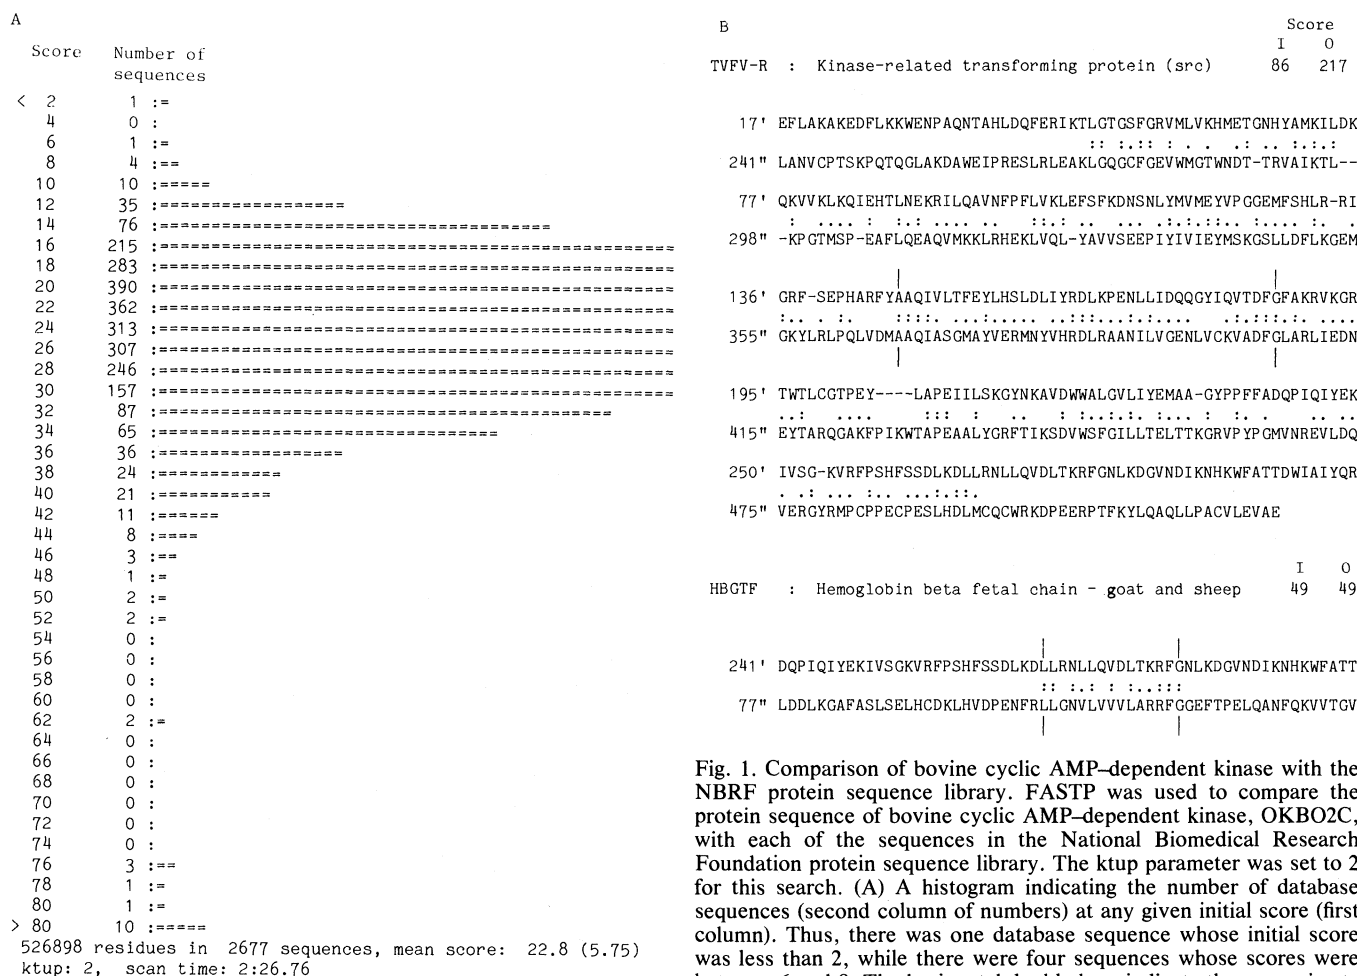 A
Score Number of
sequences
< 2 1 :=
4 0 :
6 1 :=
8 4 :==
10 10 :=====
12 35 :==================
14 76 :======================================
16 215 :==================================================
18 283 :==================================================
20 390 :==================================================
22 362 :==================================================
24 313 :==================================================
26 307 :==================================================
28 246 :==================================================
30 157 :==================================================
32 87 :============================================
34 65 :=================================
36 36 :==================
38 24 :============
40 21 :===========
42 11 :======
44 8 :====
46 3 :==
48 1 :=
50 2 :=
52 2 :=
54 0 :
56 0 :
58 0 :
60 0 :
62 2 :=
64 0 :
66 0 :
68 0 :
70 0 :
72 0 :
74 0 :
76 3 :==
78 1 :=
80 1 :=
> 80 10 :=====
526898 residues in 2677 sequences, mean score: 22.8 (5.75)
ktup: 2, scan time: 2:26.76
B
Score
I O
TVFV-R : Kinase-related transforming protein (src) 86 217
17' EFLAKAKEDFLKKWENPAQNTAHLDQFERIKTLGTGSFGRVMLVKHMETGNHYAMKILDK
241" LANVCPTSKPQTQGLAKDAWEIPRESLRLEAKLGQGCFGEVWMGTWNDT-TRVAIKTL--
77' QKVVKLKQIEHTLNEKRILQAVNFPFLVKLEFSFKDNSNLYMVMEYVPGGEMFSHLR-RI
298" -KPGTMSP-EAFLQEAQVMKKLRHEKLVQL-YAVVSEEPIYIVIEYMSKGSLLDFLKGEM
136' GRF-SEPHARFYAAQIVLTFEYLHSLDLIYRDLKPENLLIDQQGYIQVTDFGFAKRVKGR
355" GKYLRLPQLVDMAAQIASGMAYVERMNYVHRDLRAANILVGENLVCKVADFGLARLIEDN
195' TWTLCGTPEY----LAPEIILSKGYNKAVDWWALGVLIYEMAA-GYPPFFADQPIQIYEK
415" EYTARQGAKFPIKWTAPEAALYGRFTIKSDVWSFGILLTELTTKGRVPYPGMVNREVLDQ
250' IVSG-KVRFPSHFSSDLKDLLRNLLQVDLTKRFGNLKDGVNDIKNHKWFATTDWIAIYQR
475" VERGYRMPCPPECPESLHDLMCQCWRKDPEERPTFKYLQAQLLPACVLEVAE
I O
HBGTF : Hemoglobin beta fetal chain - goat and sheep 49 49
241' DQPIQIYEKIVSGKVRFPSHFSSDLKDLLRNLLQVDLTKRFGNLKDGVNDIKNHKWFATT
77" LDDLKGAFASLSELHCDKLHVDPENFRLLGNVLVVVLARRFGGEFTPELQANFQKVVTGV
Fig. 1. Comparison of bovine cyclic AMP–dependent kinase with the
NBRF protein sequence library. FASTP was used to compare the
protein sequence of bovine cyclic AMP–dependent kinase, OKBO2C,
with each of the sequences in the National Biomedical Research
Foundation protein sequence library. The ktup parameter was set to 2
for this search. (A) A histogram indicating the number of database
sequences (second column of numbers) at any given initial score (first
column). Thus, there was one database sequence whose initial score
was less than 2, while there were four sequences whose scores were